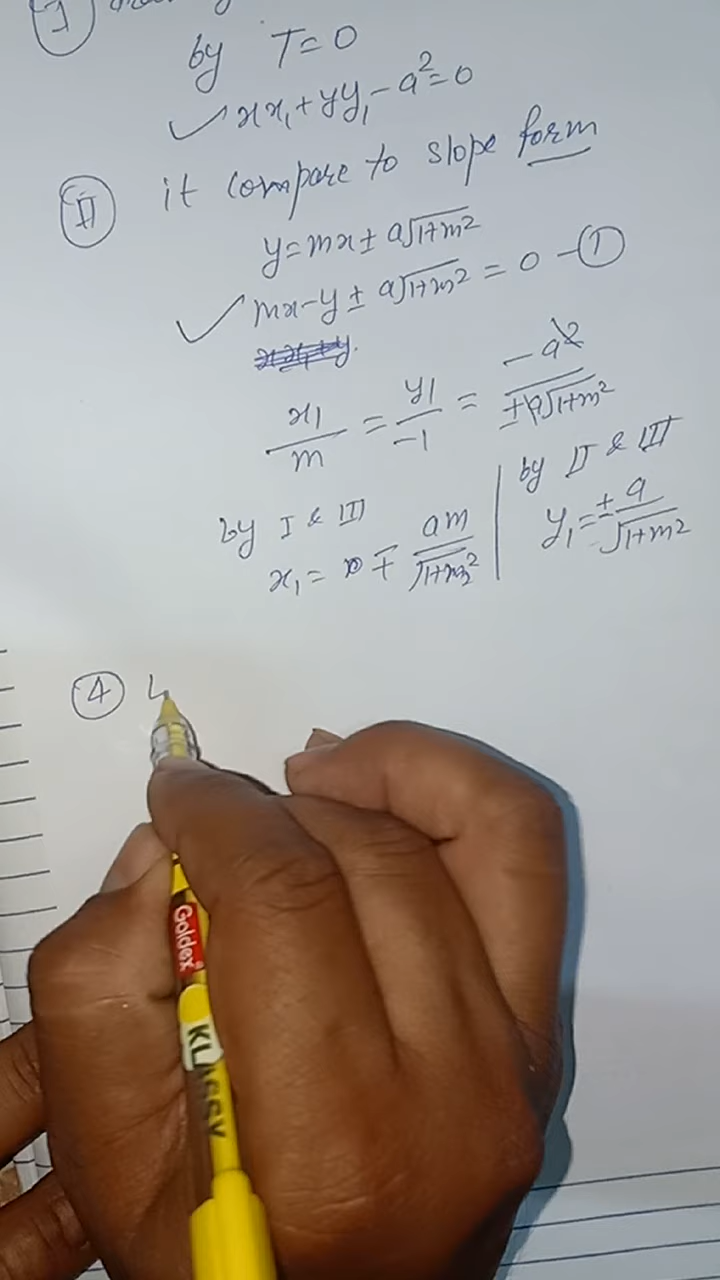 I
by T=0
✓ xx₁+yy₁-a²=0
II it compare to slope form
y=mx±a√1+m²
✓ mx-y±a√1+m²=0 -①
x₁/m = y₁/-1 = -a²/±a√1+m²
by I & III
x₁= ∓ am/√1+m²
by II & III
y₁=± a/√1+m²
④ L
Goldex KLASSY